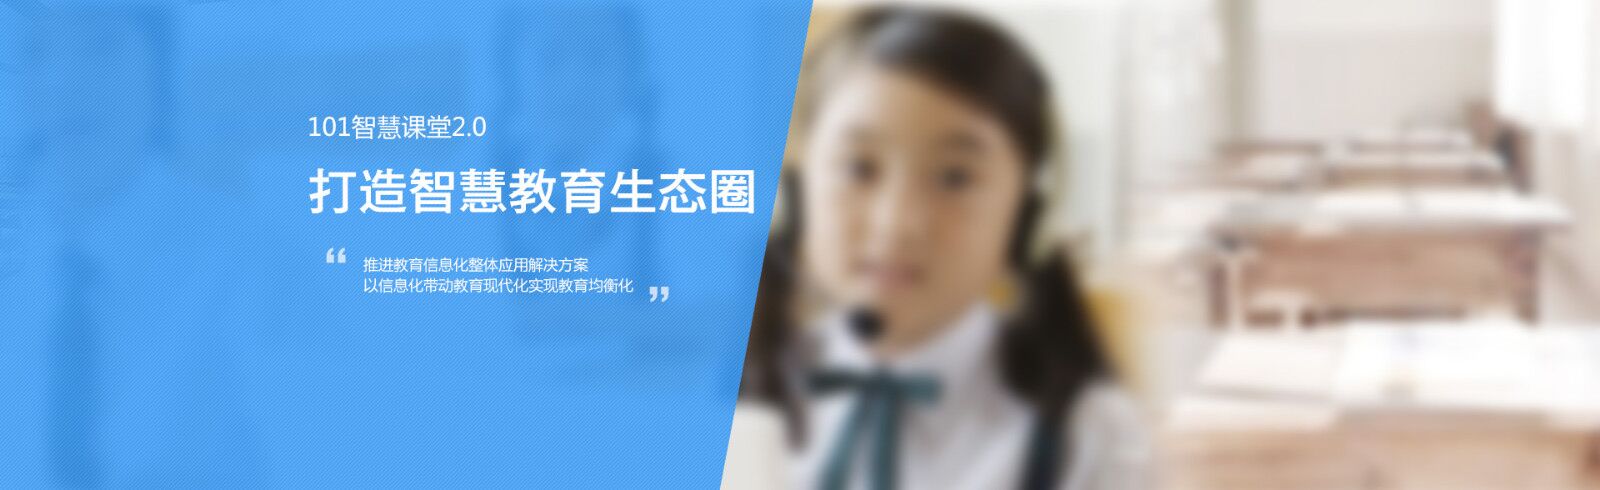 101智慧课堂2.0
打造智慧教育生态圈
“ 推进教育信息化整体应用解决方案
以信息化带动教育现代化实现教育均衡化 ”